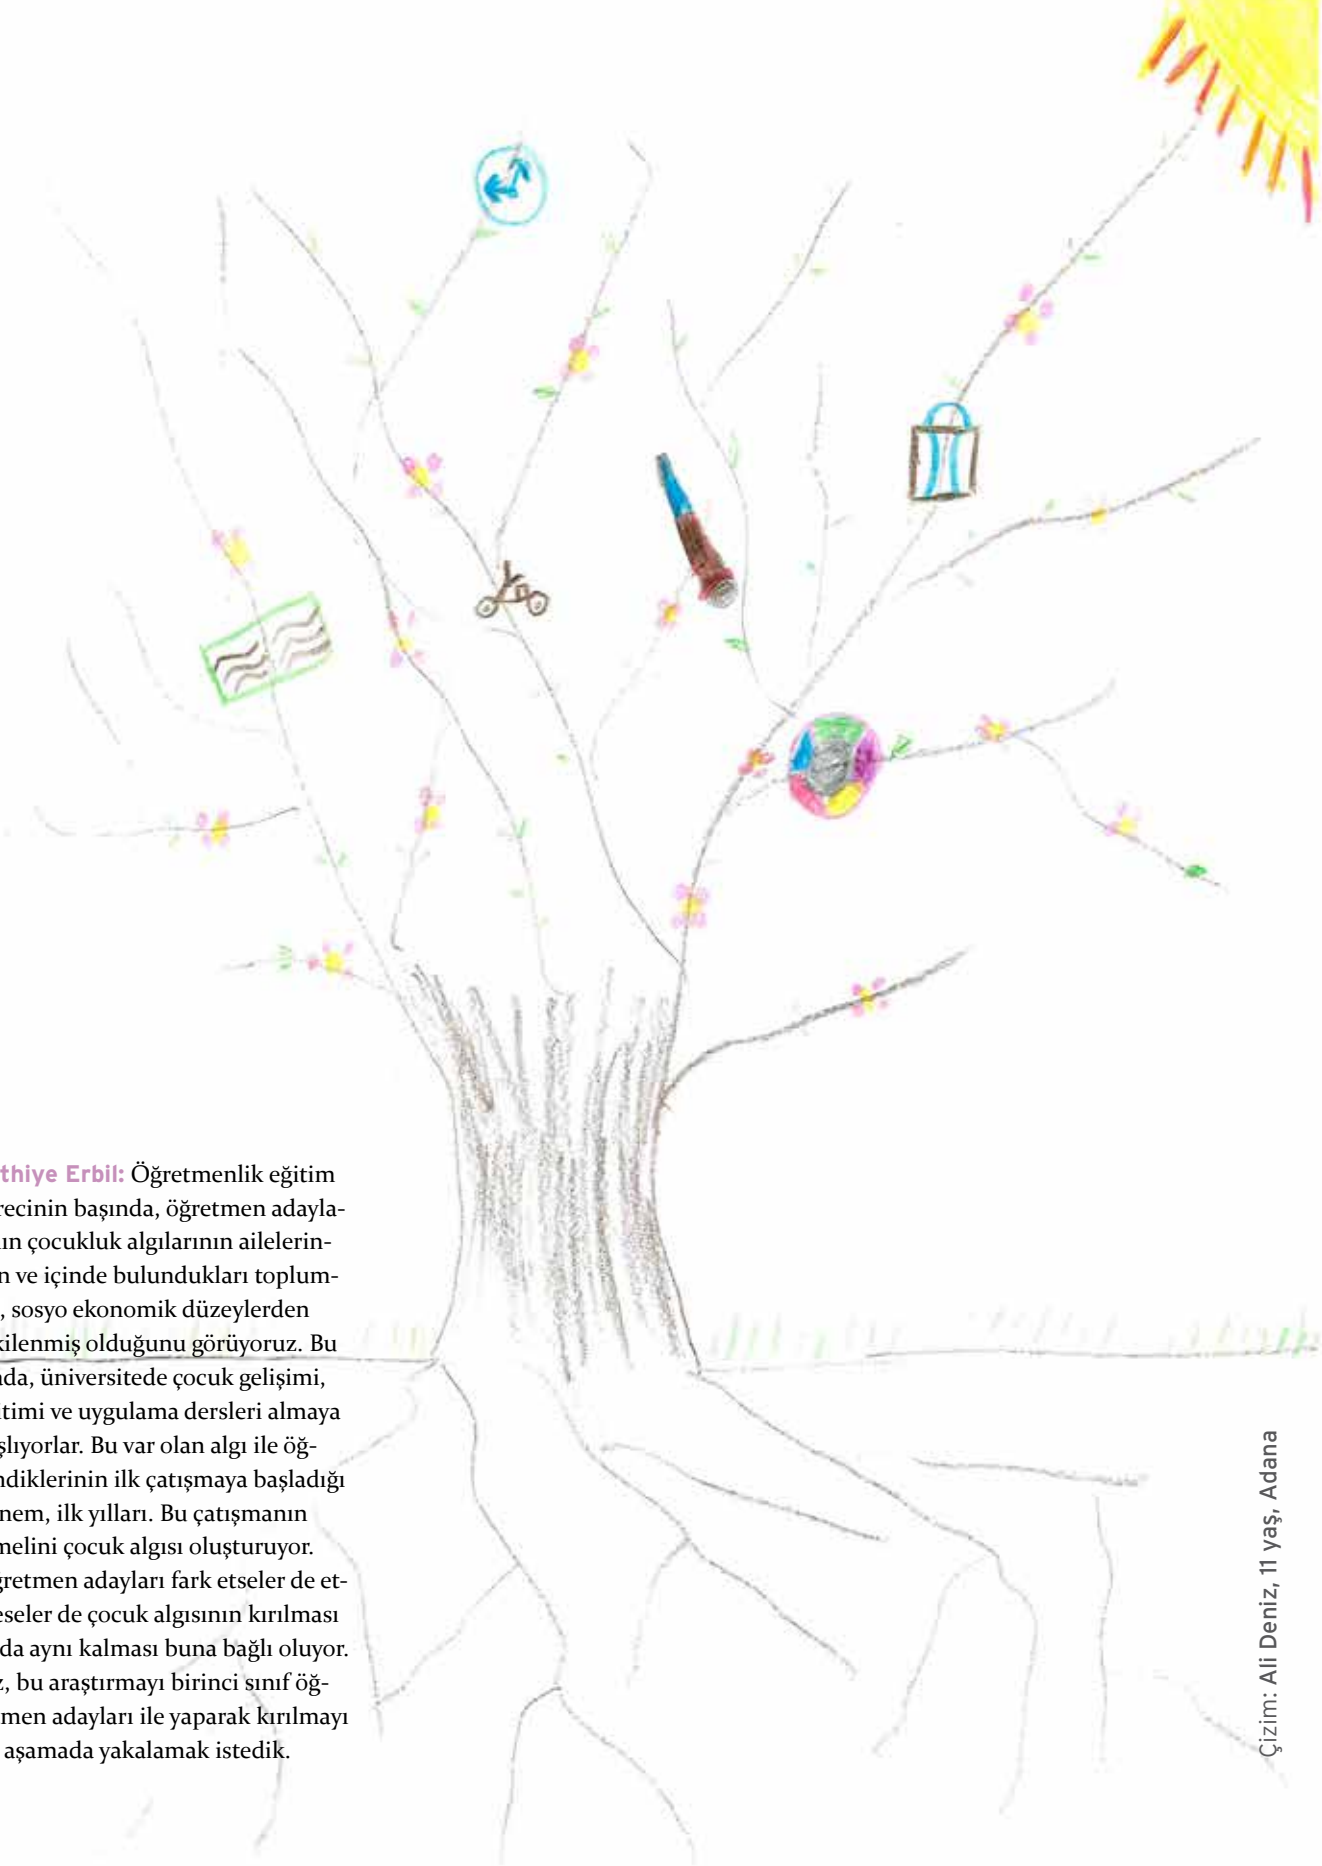 thiye Erbil: Öğretmenlik eğitim
recinin başında, öğretmen adayla-
ın çocukluk algılarının ailelerin-
n ve içinde bulundukları toplum-
, sosyo ekonomik düzeylerden
kilenmiş olduğunu görüyoruz. Bu
nda, üniversitede çocuk gelişimi,
itimi ve uygulama dersleri almaya
şlıyorlar. Bu var olan algı ile öğ-
ndiklerinin ilk çatışmaya başladığı
nem, ilk yılları. Bu çatışmanın
melini çocuk algısı oluşturuyor.
ğretmen adayları fark etseler de et-
eseler de çocuk algısının kırılması
da aynı kalması buna bağlı oluyor.
z, bu araştırmayı birinci sınıf öğ-
men adayları ile yaparak kırılmayı
aşamada yakalamak istedik.
Çizim: Ali Deniz, 11 yaş, Adana